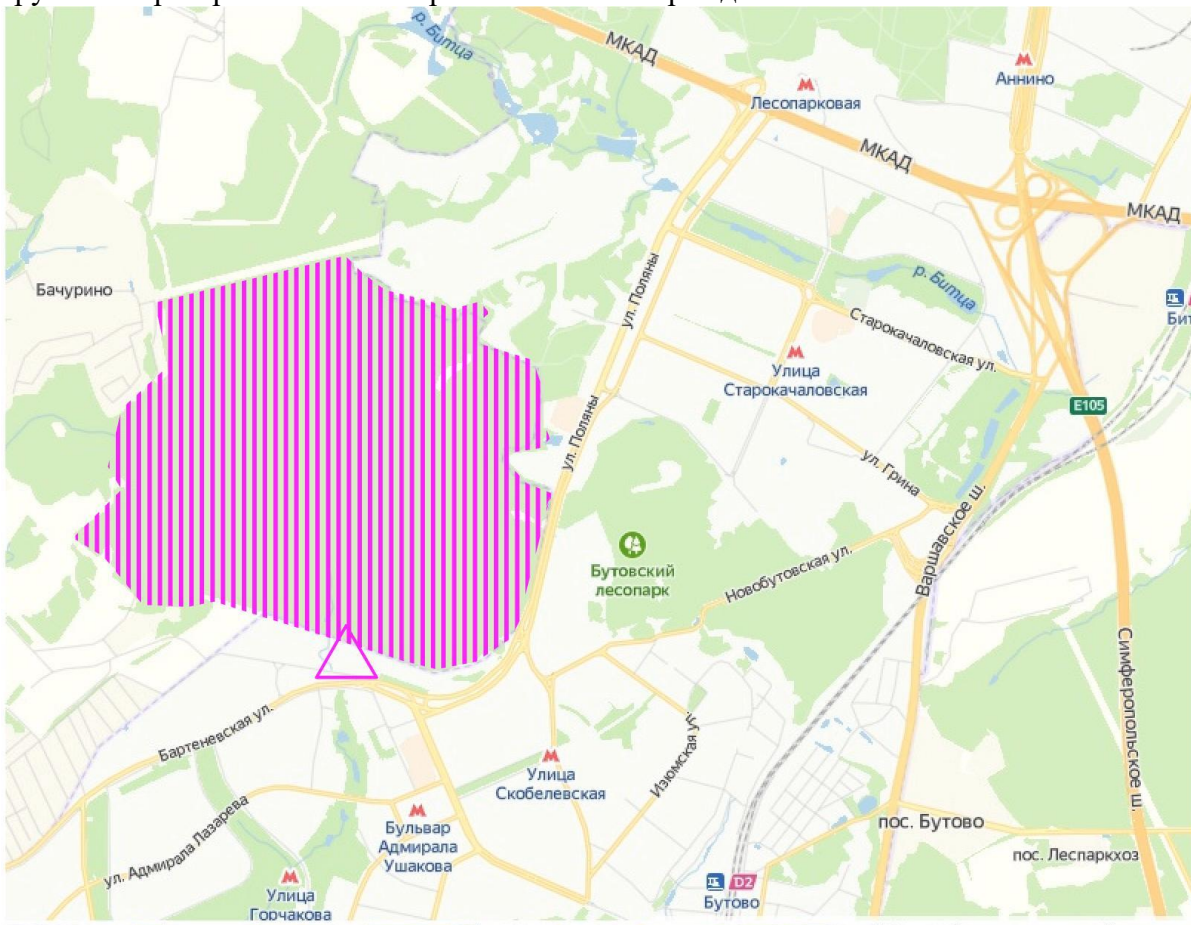 р. Битца
МКАД
Аннино
Лесопарковая
МКАД
МКАД
Бачурино
р. Битца
ул. Поляны
Старокачаловская ул.
Улица
Старокачаловская
E105
ул. Поляны
ул. Грина
Варшавское ш.
Бутовский
лесопарк
Новобутовская ул.
Симферопольское ш.
Бартеневская ул.
Изюмская ул.
Улица
Скобелевская
ул. Адмирала Лазарева
Бульвар
Адмирала
Ушакова
пос. Бутово
пос. Леспаркхоз
D2
Бутово
Улица
Горчакова